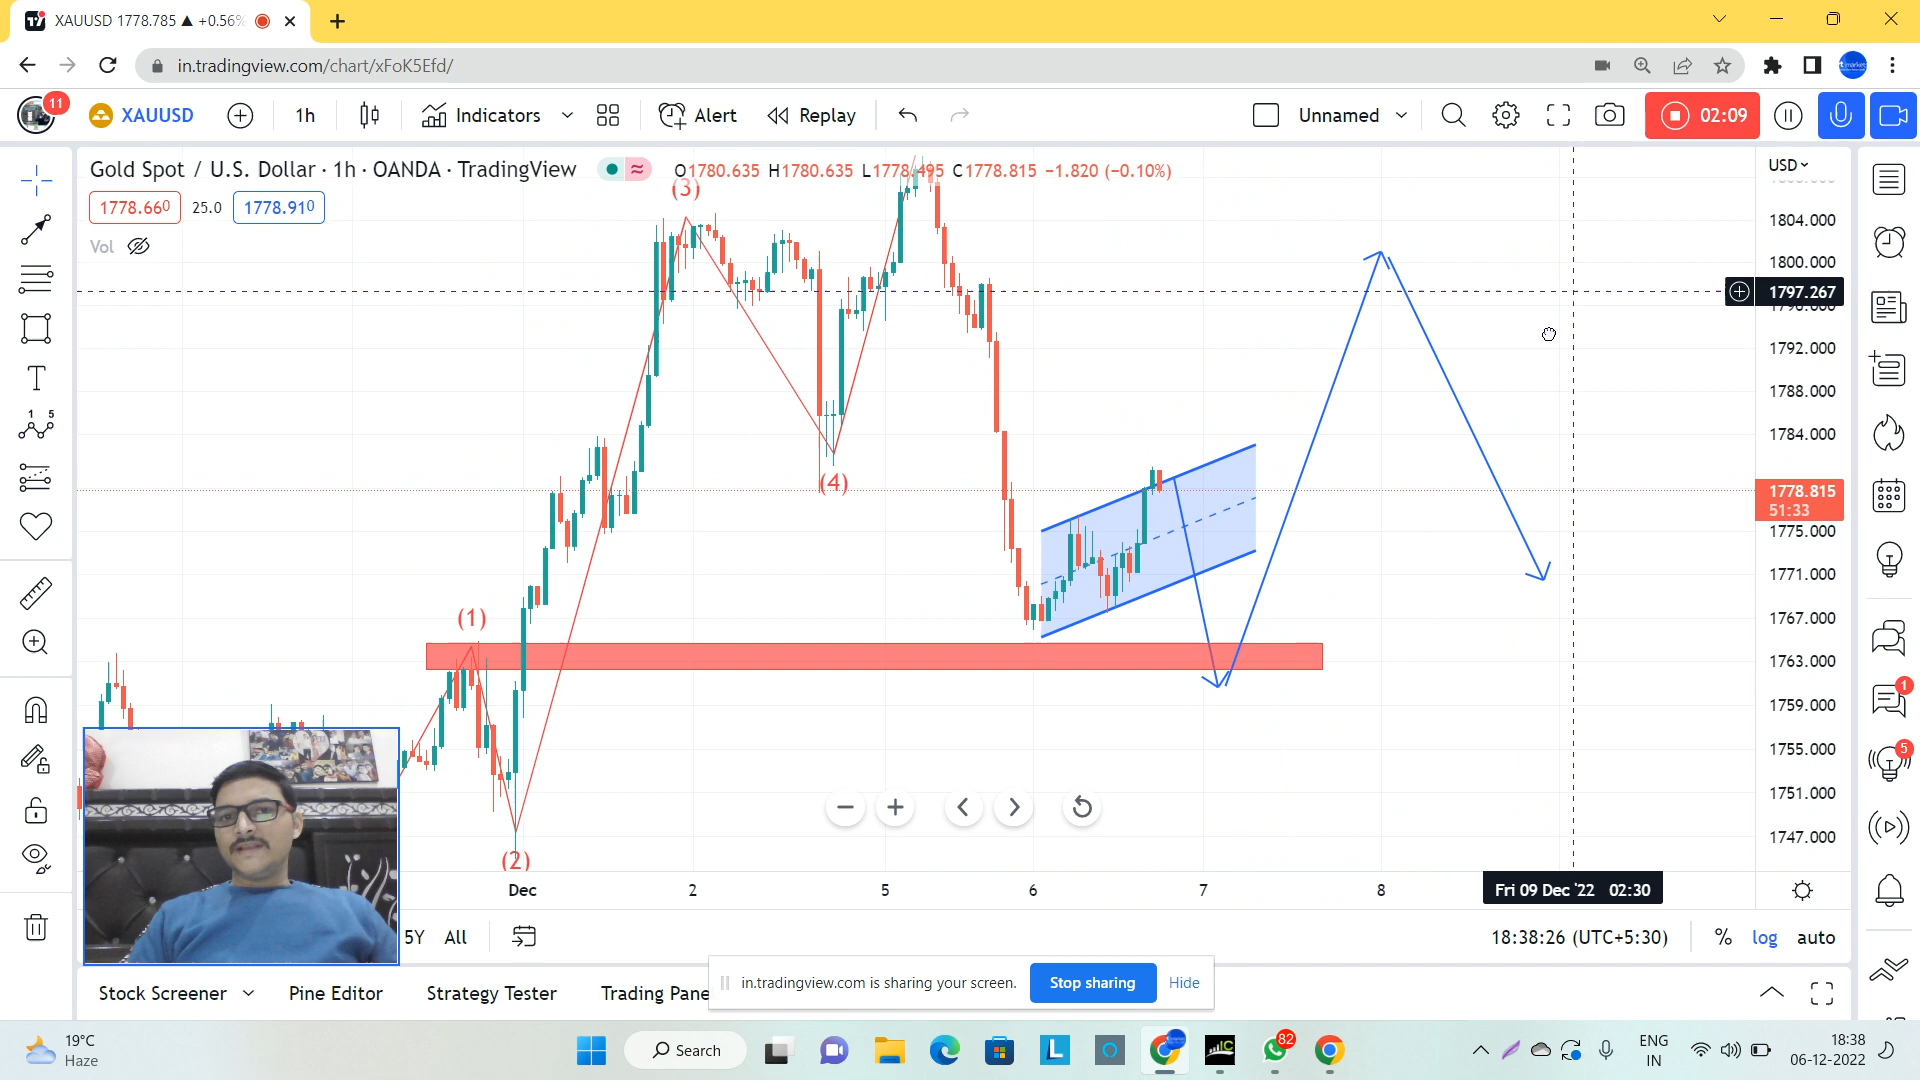 XAUUSD 1778.785 ▲ +0.56%
in.tradingview.com/chart/xFoK5Efd/
11
XAUUSD
1h
Indicators
Alert
Replay
Unnamed
02:09
Gold Spot / U.S. Dollar · 1h · OANDA · TradingView
O1780.635 H1780.635 L1778.495 C1778.815 −1.820 (−0.10%)
USD
1778.660
25.0
1778.910
Vol
(3)
1804.000
1800.000
1797.267
1792.000
1788.000
1784.000
(4)
1778.815
51:33
1775.000
1771.000
(1)
1767.000
1763.000
1759.000
1755.000
1751.000
1747.000
(2)
1
5
Dec
2
5
6
7
8
Fri 09 Dec '22 02:30
5Y
All
18:38:26 (UTC+5:30)
%
log
auto
Stock Screener
Pine Editor
Strategy Tester
Trading Pane
in.tradingview.com is sharing your screen.
Stop sharing
Hide
1
5
19°C
Haze
Search
82
ENG
IN
18:38
06-12-2022